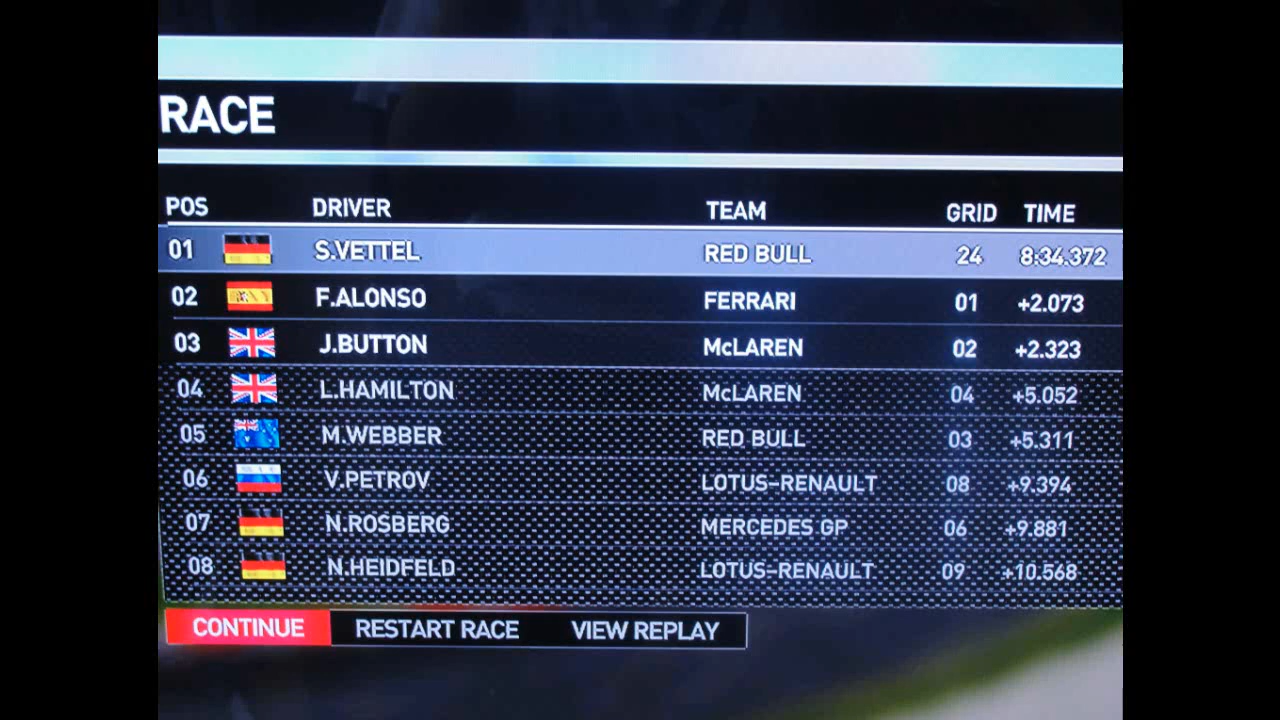 RACE
POS DRIVER TEAM GRID TIME
01 S.VETTEL RED BULL 24 8:34.372
02 F.ALONSO FERRARI 01 +2.073
03 J.BUTTON McLAREN 02 +2.323
04 L.HAMILTON McLAREN 04 +5.052
05 M.WEBBER RED BULL 03 +5.311
06 V.PETROV LOTUS-RENAULT 08 +9.394
07 N.ROSBERG MERCEDES GP 06 +9.881
08 N.HEIDFELD LOTUS-RENAULT 09 +10.568
CONTINUE RESTART RACE VIEW REPLAY